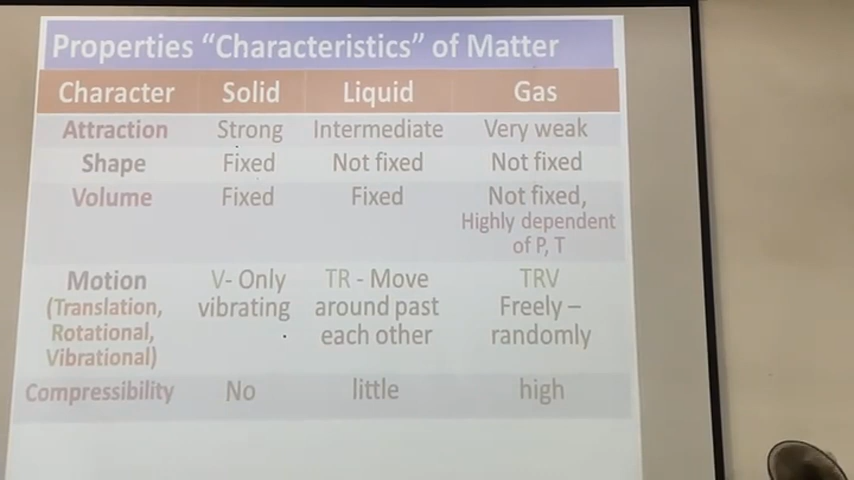 Properties “Characteristics” of Matter
Character Solid Liquid Gas
Attraction Strong Intermediate Very weak
Shape Fixed Not fixed Not fixed
Volume Fixed Fixed Not fixed,
Highly dependent
of P, T
Motion V- Only TR - Move TRV
(Translation, vibrating around past Freely –
Rotational, each other randomly
Vibrational)
Compressibility No little high